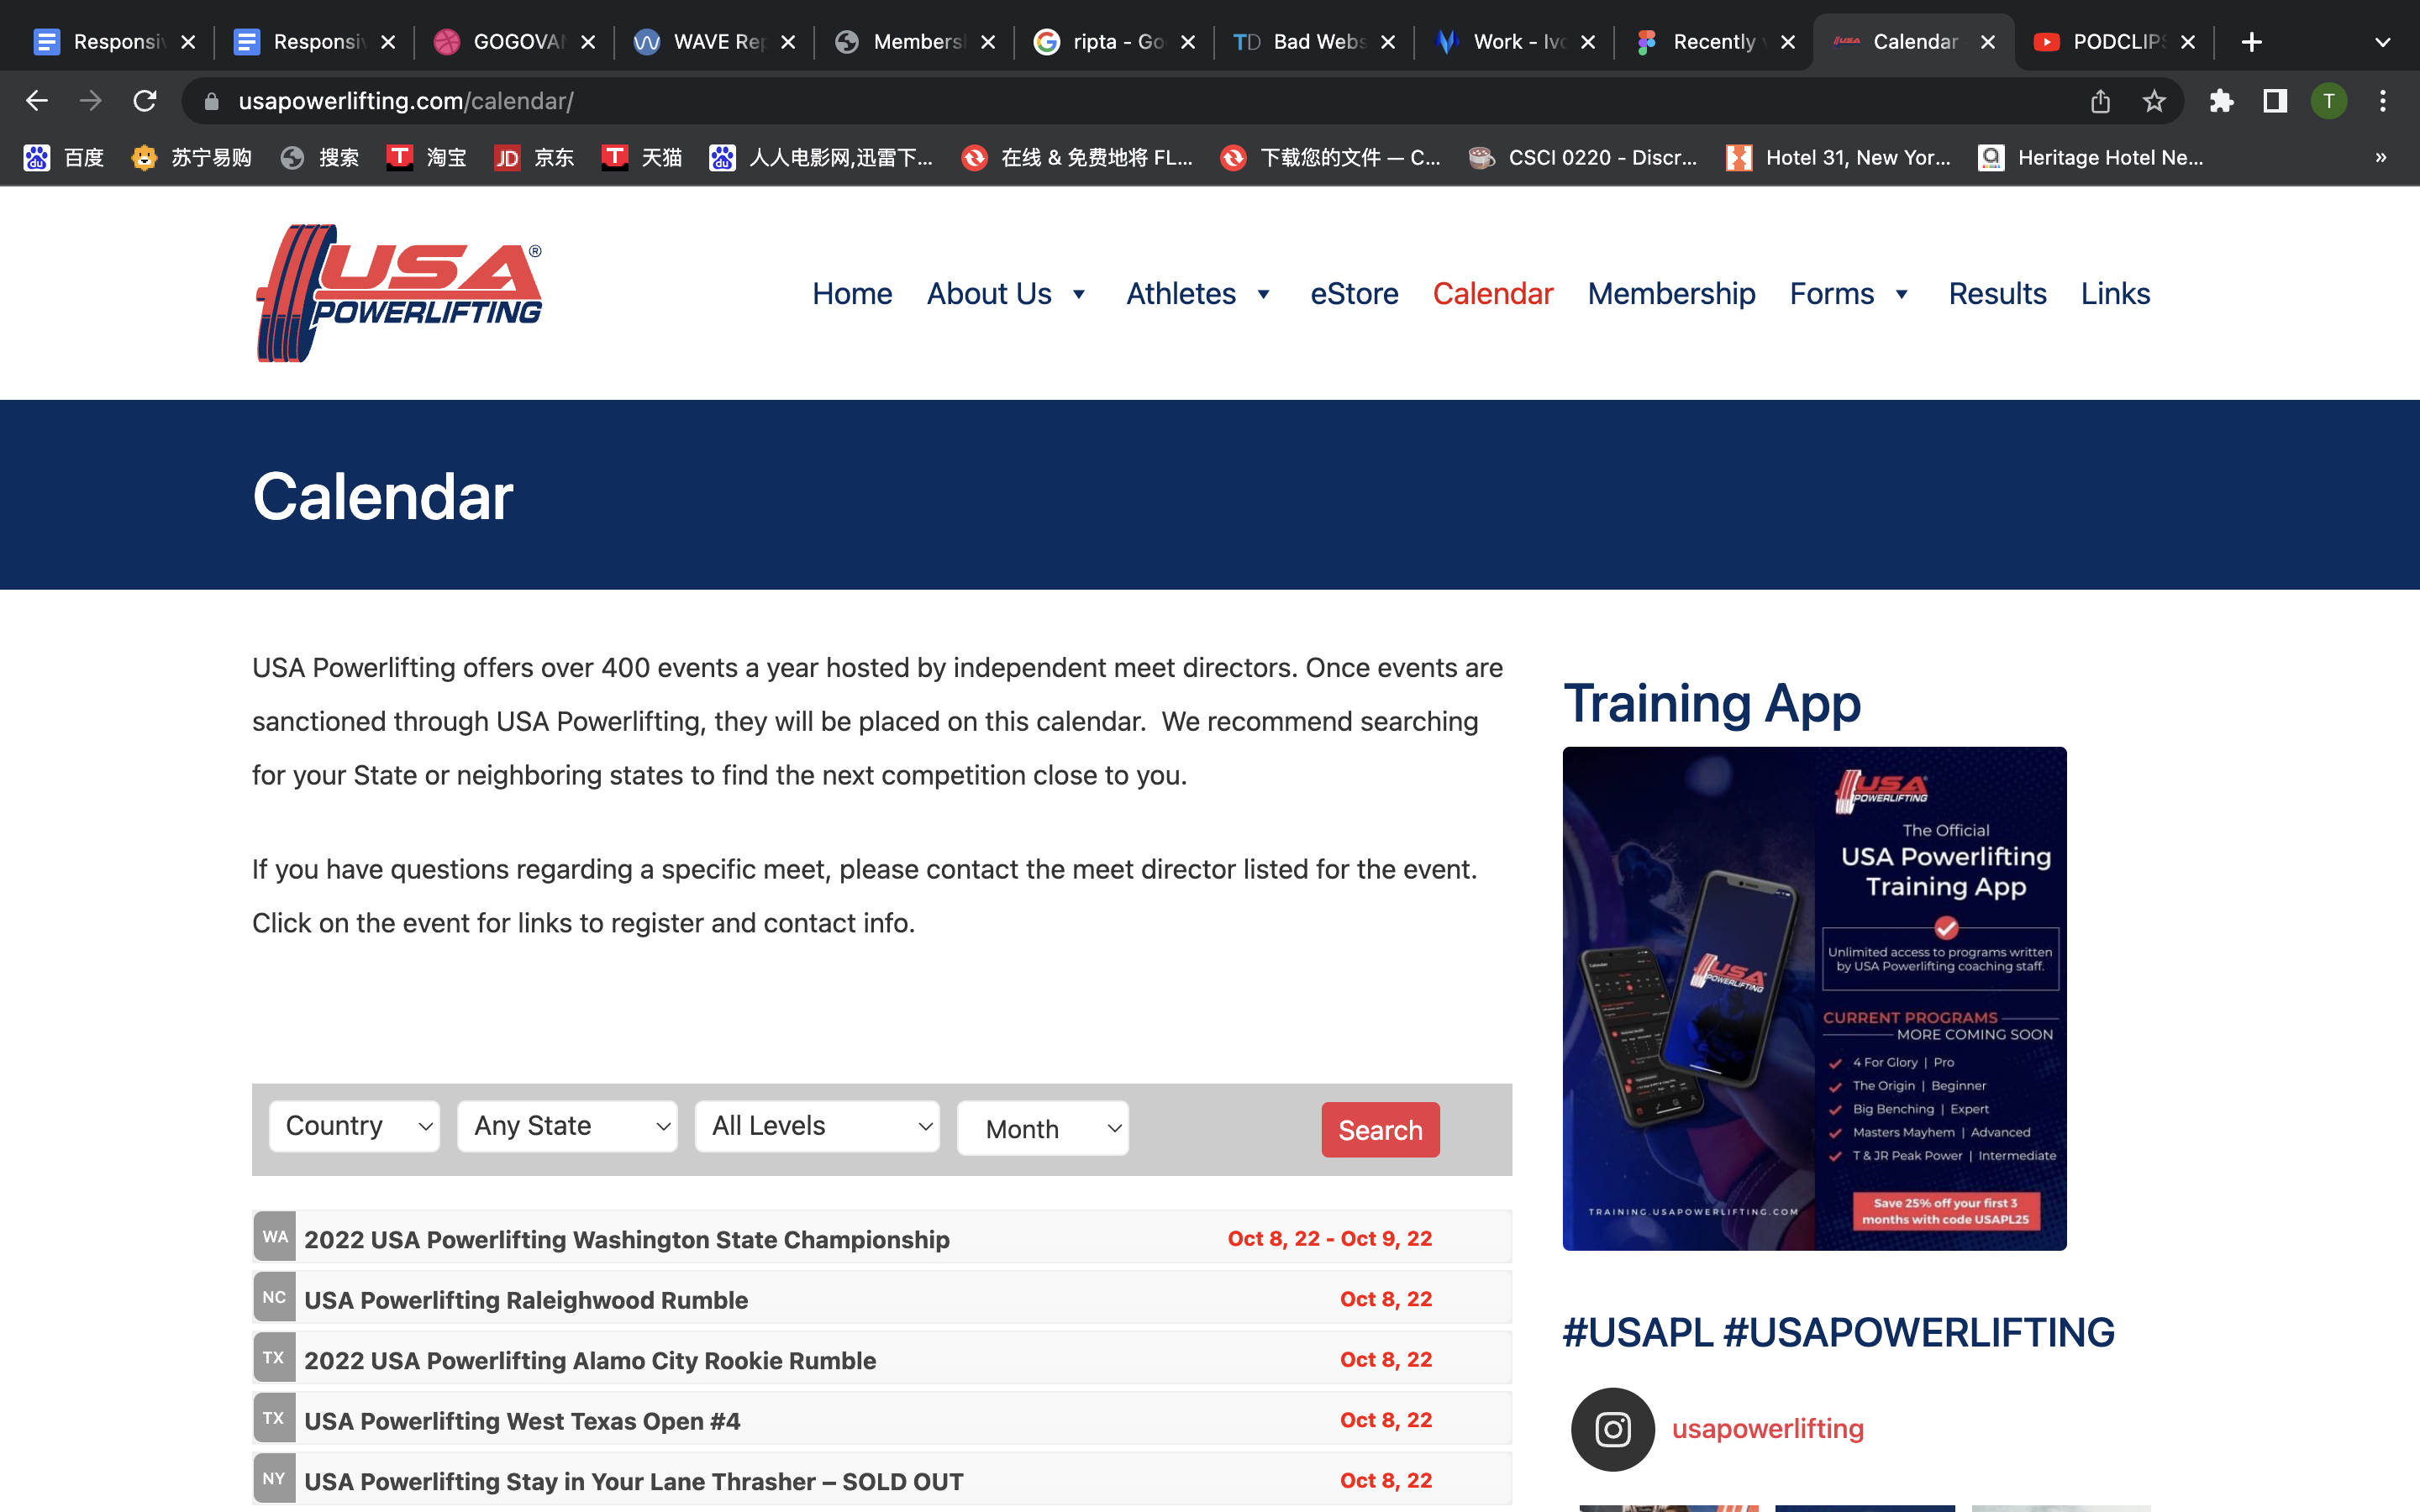 Responsiv
Responsiv
GOGOVAN
WAVE Rep
Membersh
ripta - Go
Bad Webs
Work - Ivo
Recently v
Calendar
PODCLIPS
usapowerlifting.com/calendar/
T
百度
苏宁易购
搜索
淘宝
京东
天猫
人人电影网,迅雷下...
在线 & 免费地将 FL...
下载您的文件 — C...
CSCI 0220 - Discr...
Hotel 31, New Yor...
Heritage Hotel Ne...
»
USA®
POWERLIFTING
Home
About Us
Athletes
eStore
Calendar
Membership
Forms
Results
Links
Calendar
USA Powerlifting offers over 400 events a year hosted by independent meet directors. Once events are
sanctioned through USA Powerlifting, they will be placed on this calendar.  We recommend searching
for your State or neighboring states to find the next competition close to you.
If you have questions regarding a specific meet, please contact the meet director listed for the event.
Click on the event for links to register and contact info.
Country
Any State
All Levels
Month
Search
WA 2022 USA Powerlifting Washington State Championship Oct 8, 22 - Oct 9, 22
NC USA Powerlifting Raleighwood Rumble Oct 8, 22
TX 2022 USA Powerlifting Alamo City Rookie Rumble Oct 8, 22
TX USA Powerlifting West Texas Open #4 Oct 8, 22
NY USA Powerlifting Stay in Your Lane Thrasher – SOLD OUT Oct 8, 22
Training App
USA
POWERLIFTING
The Official
USA Powerlifting
Training App
Unlimited access to programs written
by USA Powerlifting coaching staff.
CURRENT PROGRAMS
MORE COMING SOON
4 For Glory | Pro
The Origin | Beginner
Big Benching | Expert
Masters Mayhem | Advanced
T & JR Peak Power | Intermediate
Save 25% off your first 3
months with code USAPL25
USA
POWERLIFTING
Calendar
TRAINING.USAPOWERLIFTING.COM
#USAPL #USAPOWERLIFTING
usapowerlifting